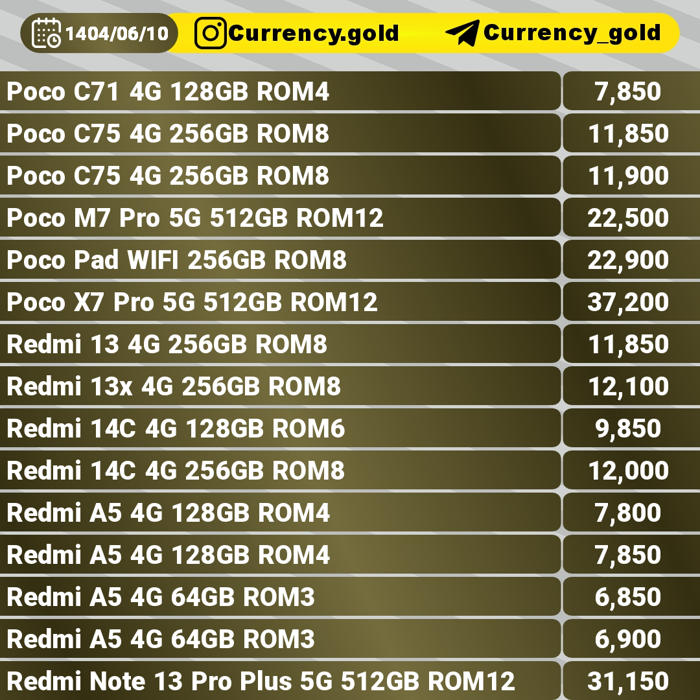 1404/06/10 Currency.gold Currency_gold
Poco C71 4G 128GB ROM4 7,850
Poco C75 4G 256GB ROM8 11,850
Poco C75 4G 256GB ROM8 11,900
Poco M7 Pro 5G 512GB ROM12 22,500
Poco Pad WIFI 256GB ROM8 22,900
Poco X7 Pro 5G 512GB ROM12 37,200
Redmi 13 4G 256GB ROM8 11,850
Redmi 13x 4G 256GB ROM8 12,100
Redmi 14C 4G 128GB ROM6 9,850
Redmi 14C 4G 256GB ROM8 12,000
Redmi A5 4G 128GB ROM4 7,800
Redmi A5 4G 128GB ROM4 7,850
Redmi A5 4G 64GB ROM3 6,850
Redmi A5 4G 64GB ROM3 6,900
Redmi Note 13 Pro Plus 5G 512GB ROM12 31,150